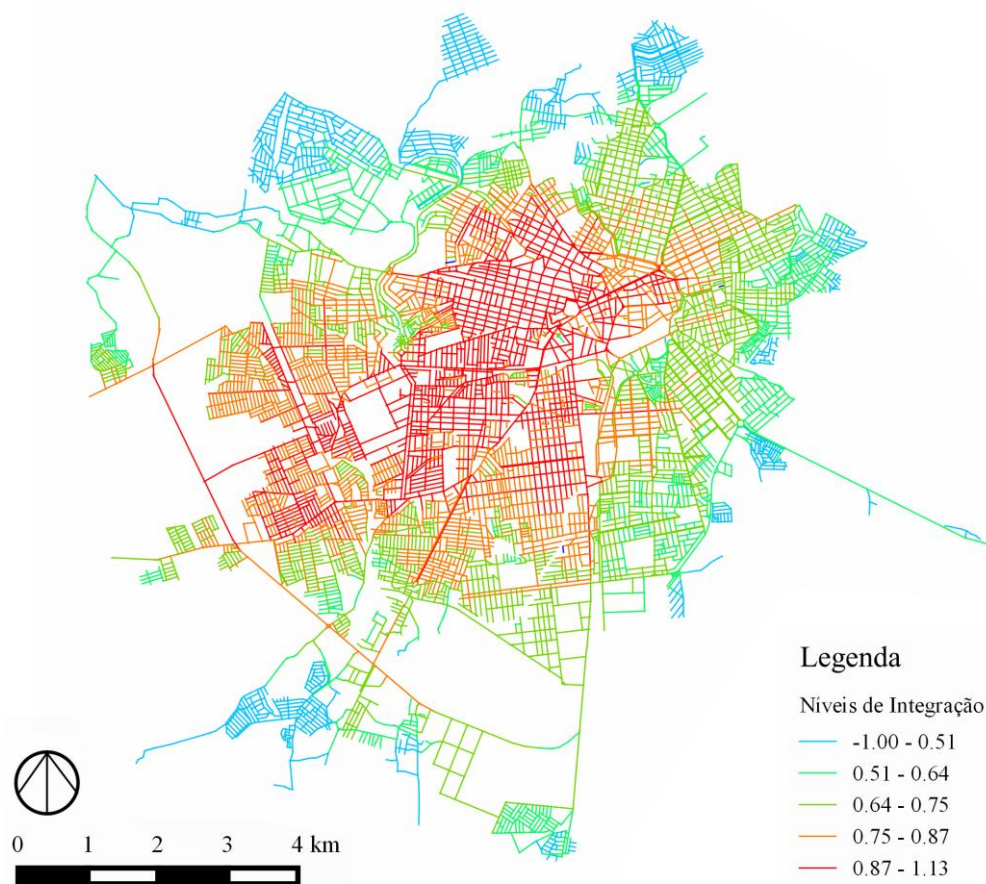 Legenda
Níveis de Integração
-1.00 - 0.51
0.51 - 0.64
0.64 - 0.75
0.75 - 0.87
0.87 - 1.13
0 1 2 3 4 km